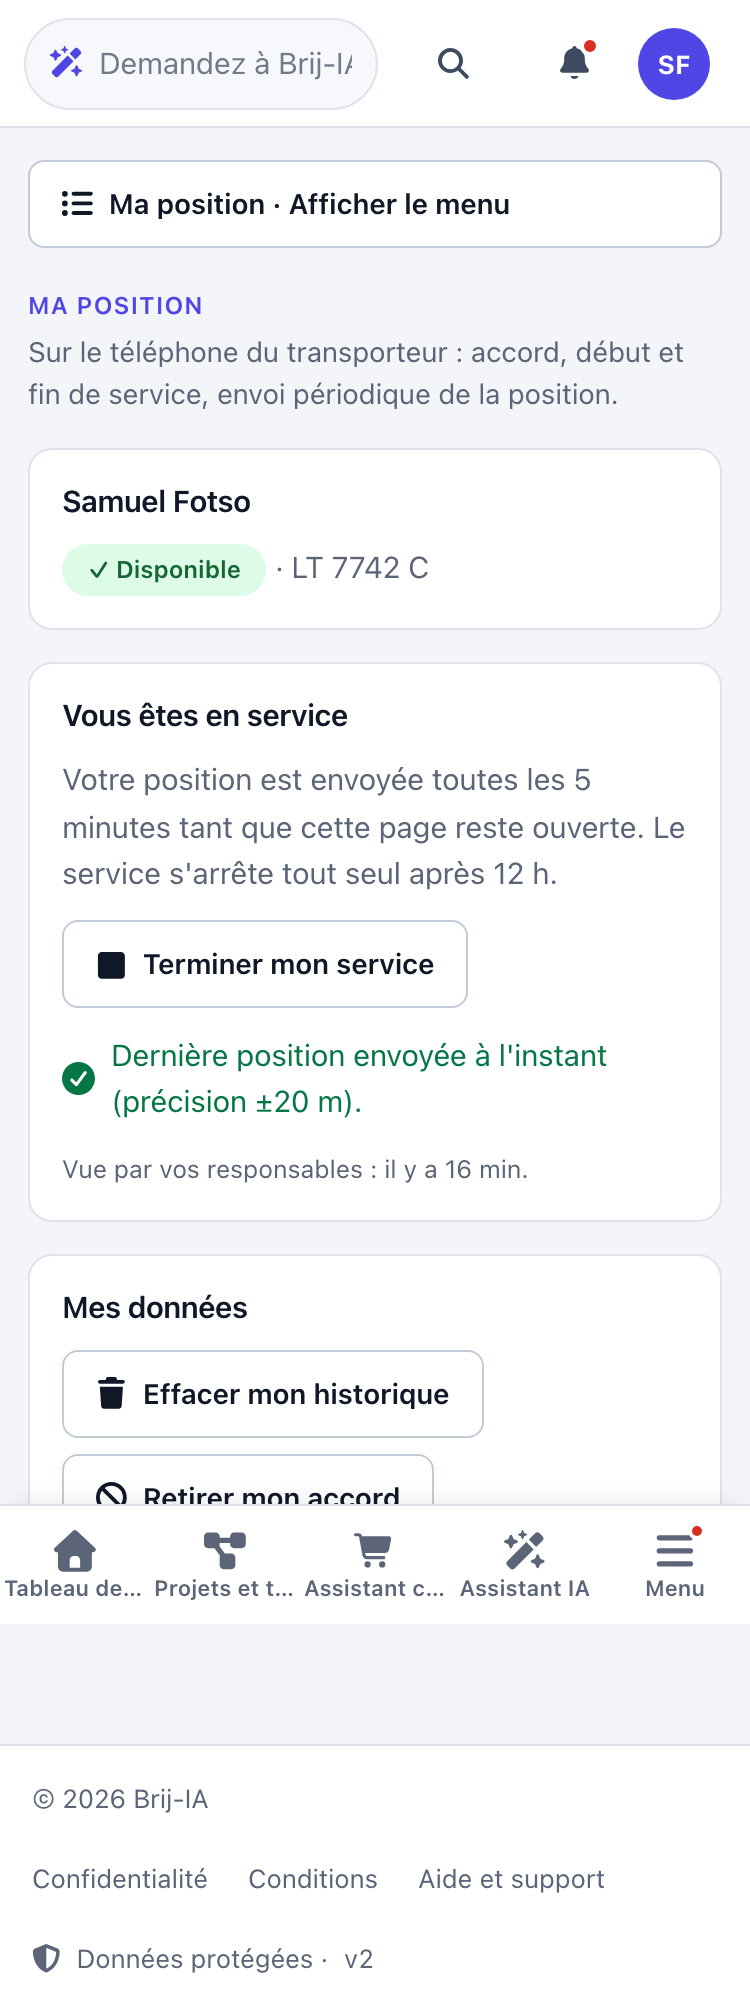 Demandez à Brij-IA
SF
Ma position · Afficher le menu
MA POSITION
Sur le téléphone du transporteur : accord, début et
fin de service, envoi périodique de la position.
Samuel Fotso
Disponible · LT 7742 C
Vous êtes en service
Votre position est envoyée toutes les 5
minutes tant que cette page reste ouverte. Le
service s'arrête tout seul après 12 h.
Terminer mon service
Dernière position envoyée à l'instant
(précision ±20 m).
Vue par vos responsables : il y a 16 min.
Mes données
Effacer mon historique
Retirer mon accord
Tableau de... Projets et t... Assistant c... Assistant IA Menu
© 2026 Brij-IA
Confidentialité Conditions Aide et support
Données protégées · v2